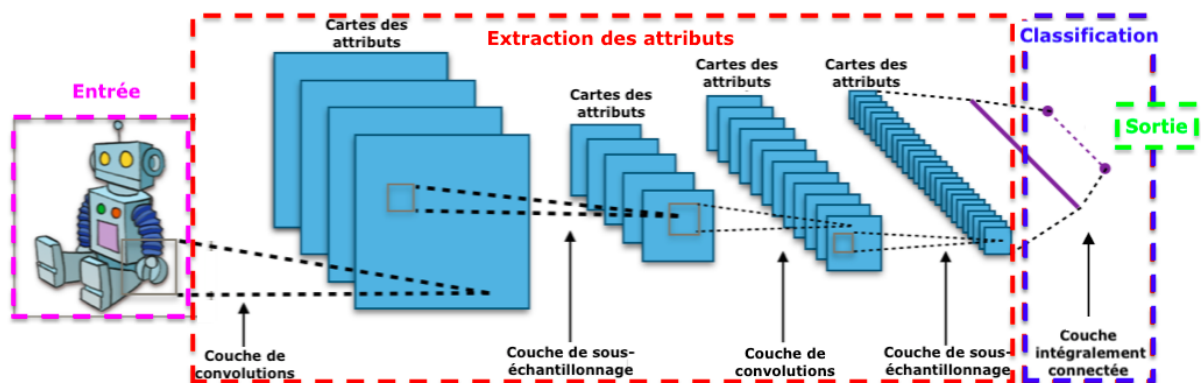 Entrée
Extraction des attributs
Classification
Sortie
Cartes des
attributs
Cartes des
attributs
Cartes des
attributs
Cartes des
attributs
Couche de
convolutions
Couche de sous-
échantillonnage
Couche de
convolutions
Couche de sous-
échantillonnage
Couche
intégralement
connectée